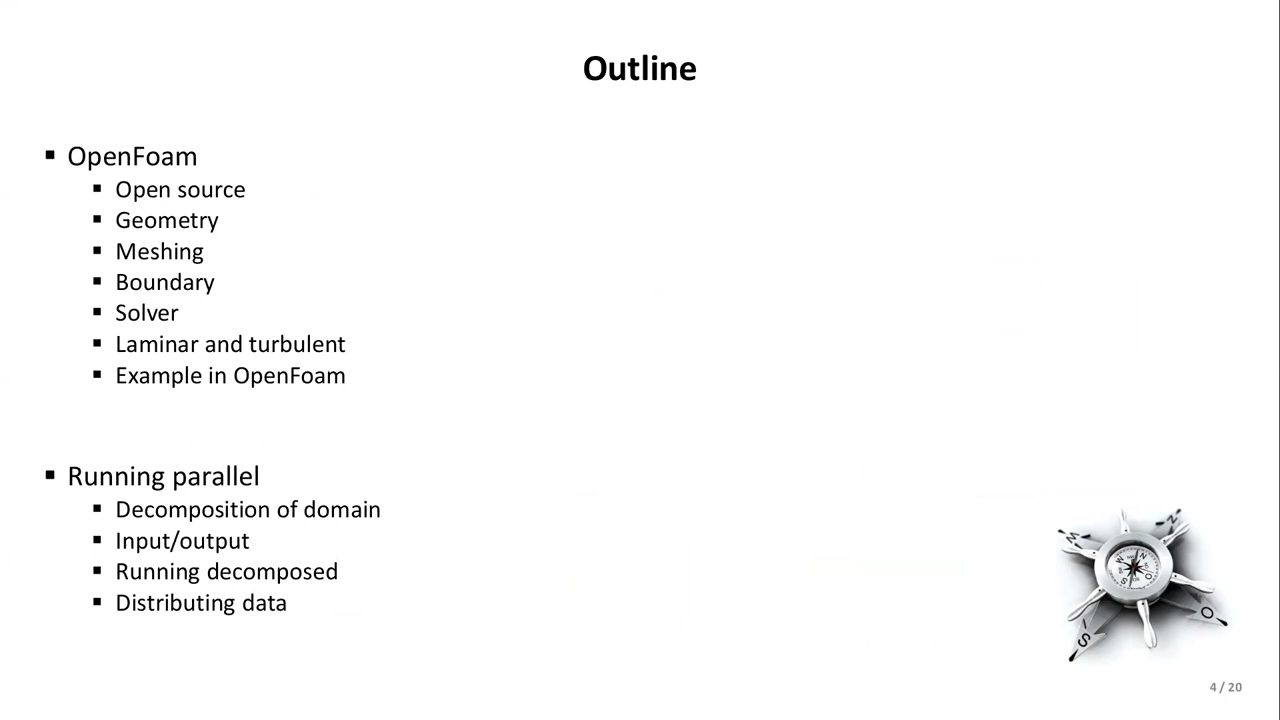 Outline
▪ OpenFoam
▪ Open source
▪ Geometry
▪ Meshing
▪ Boundary
▪ Solver
▪ Laminar and turbulent
▪ Example in OpenFoam
▪ Running parallel
▪ Decomposition of domain
▪ Input/output
▪ Running decomposed
▪ Distributing data
N
W
O
S
4 / 20